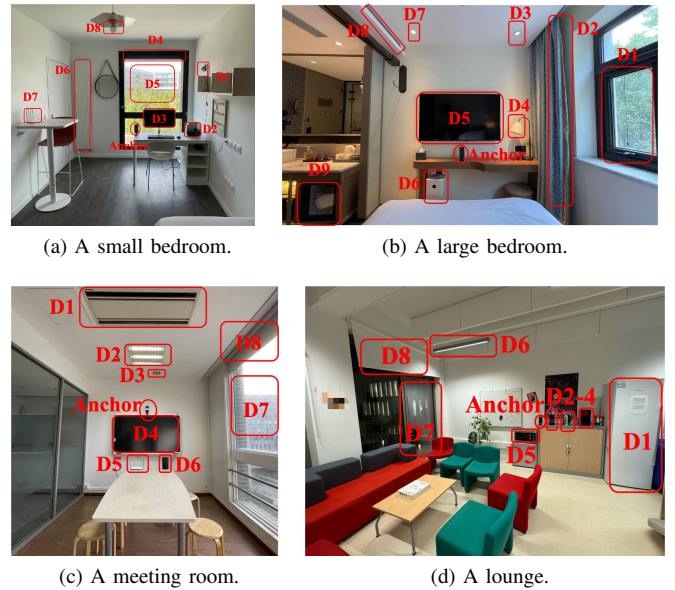 D8
D4
D6
D5
D1
D7
D3
D2
Anchor
(a) A small bedroom.
D7
D3
D2
D8
D1
D5
D4
Anchor
D6
D9
(b) A large bedroom.
D1
D8
D2
D3
Anchor
D7
D4
D5
D6
(c) A meeting room.
D8
D6
Anchor
D2-4
D7
D5
D1
(d) A lounge.